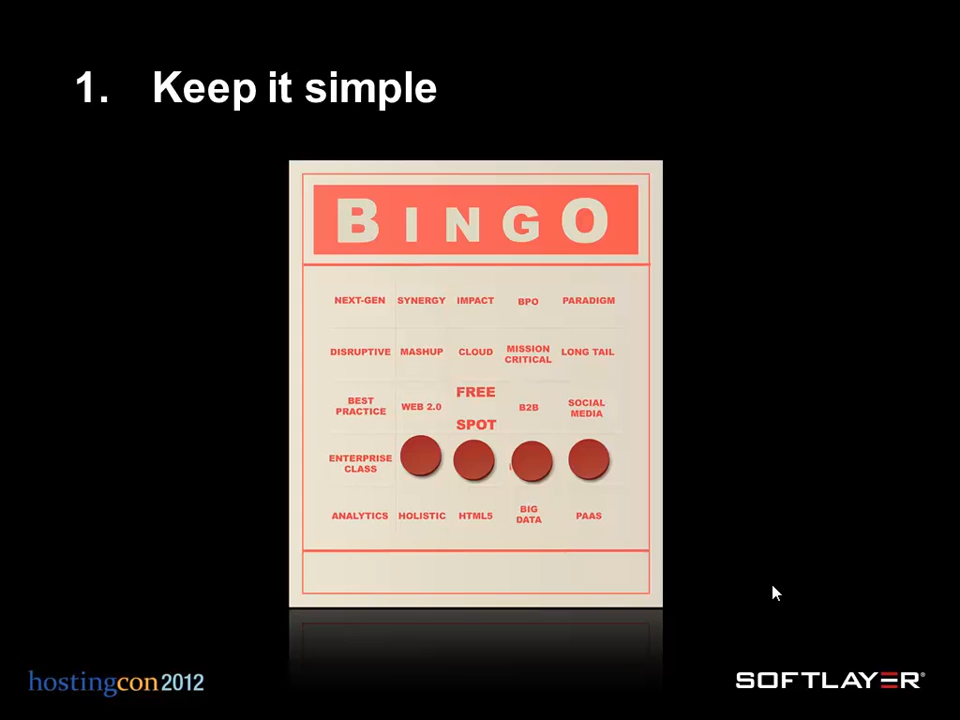 1. Keep it simple
BINGO
NEXT-GEN SYNERGY IMPACT BPO PARADIGM
DISRUPTIVE MASHUP CLOUD MISSION CRITICAL LONG TAIL
BEST PRACTICE WEB 2.0 FREE SPOT B2B SOCIAL MEDIA
ENTERPRISE CLASS
ANALYTICS HOLISTIC HTML5 BIG DATA PAAS
hostingcon2012
SOFTLAYER®